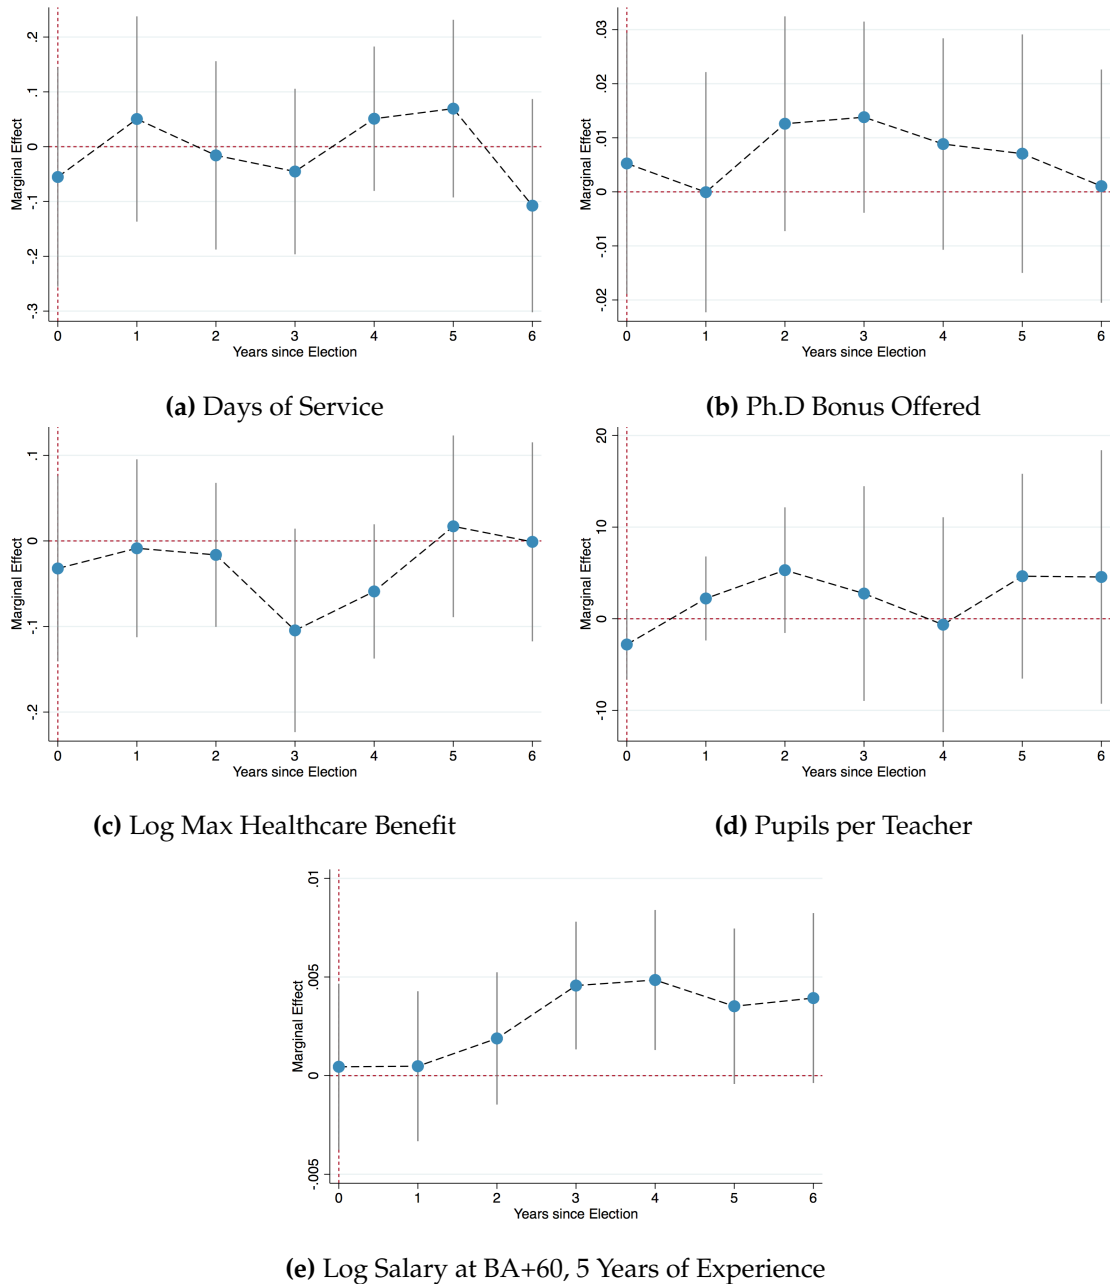 .2
.1
0
-.1
-.2
-.3
Marginal Effect
0 1 2 3 4 5 6
Years since Election
(a) Days of Service
.03
.02
.01
0
-.01
-.02
Marginal Effect
0 1 2 3 4 5 6
Years since Election
(b) Ph.D Bonus Offered
.1
0
-.1
-.2
Marginal Effect
0 1 2 3 4 5 6
Years since Election
(c) Log Max Healthcare Benefit
20
10
0
-10
Marginal Effect
0 1 2 3 4 5 6
Years since Election
(d) Pupils per Teacher
.01
.005
0
-.005
Marginal Effect
0 1 2 3 4 5 6
Years since Election
(e) Log Salary at BA+60, 5 Years of Experience